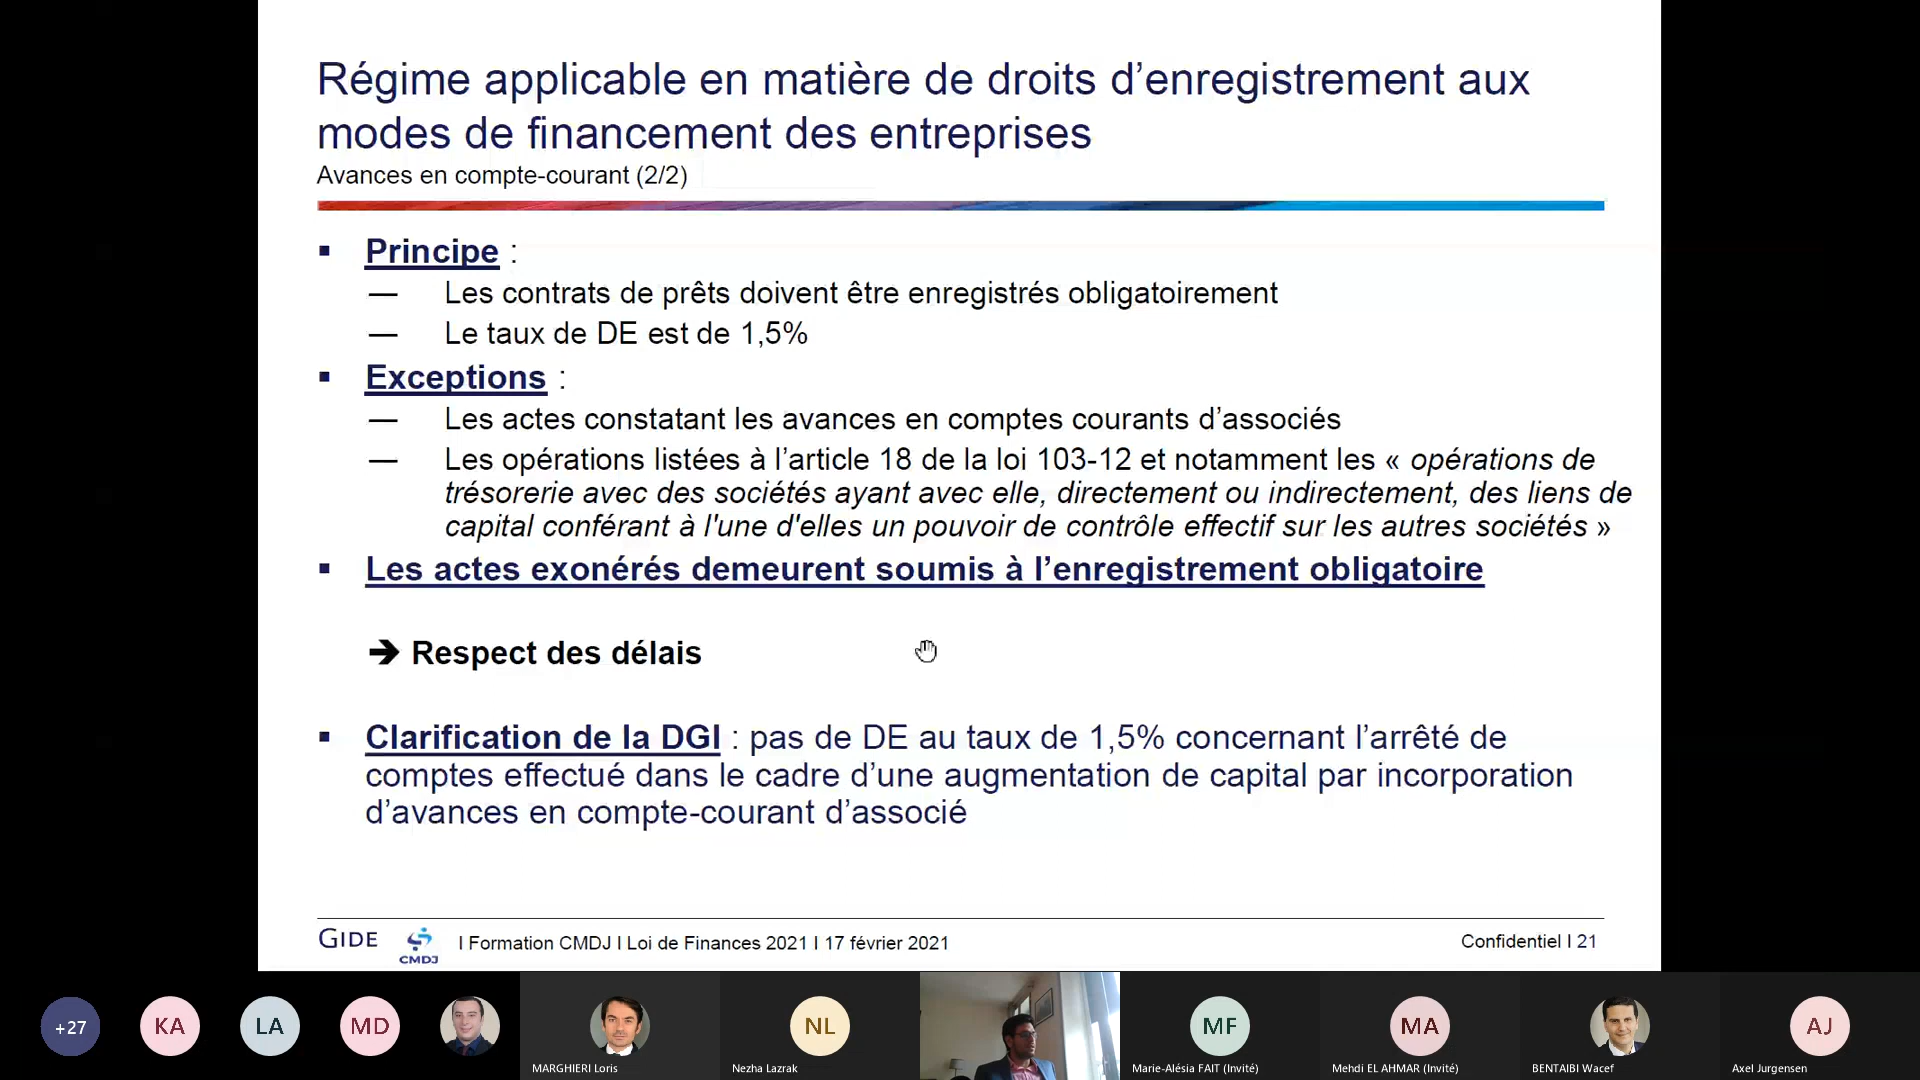 Régime applicable en matière de droits d’enregistrement aux
modes de financement des entreprises
Avances en compte-courant (2/2)
▪ Principe :
— Les contrats de prêts doivent être enregistrés obligatoirement
— Le taux de DE est de 1,5%
▪ Exceptions :
— Les actes constatant les avances en comptes courants d’associés
— Les opérations listées à l’article 18 de la loi 103-12 et notamment les « opérations de
trésorerie avec des sociétés ayant avec elle, directement ou indirectement, des liens de
capital conférant à l'une d'elles un pouvoir de contrôle effectif sur les autres sociétés »
▪ Les actes exonérés demeurent soumis à l’enregistrement obligatoire
➔ Respect des délais
▪ Clarification de la DGI : pas de DE au taux de 1,5% concernant l’arrêté de
comptes effectué dans le cadre d’une augmentation de capital par incorporation
d’avances en compte-courant d’associé
GIDE CMDJ I Formation CMDJ I Loi de Finances 2021 I 17 février 2021 Confidentiel I 21
+27 KA LA MD NL MF MA AJ
MARGHIERI Loris Nezha Lazrak Marie-Alésia FAIT (Invité) Mehdi EL AHMAR (Invité) BENTAIBI Wacef Axel Jurgensen